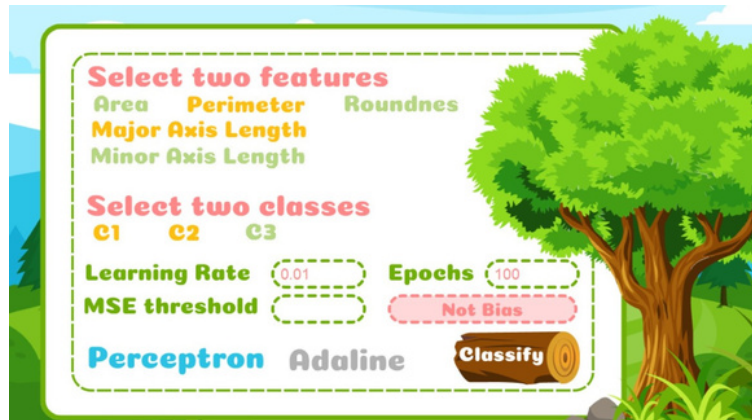 Select two features
Area Perimeter Roundnes
Major Axis Length
Minor Axis Length
Select two classes
C1 C2 C3
Learning Rate 0.01 Epochs 100
MSE threshold Not Bias
Perceptron Adaline Classify